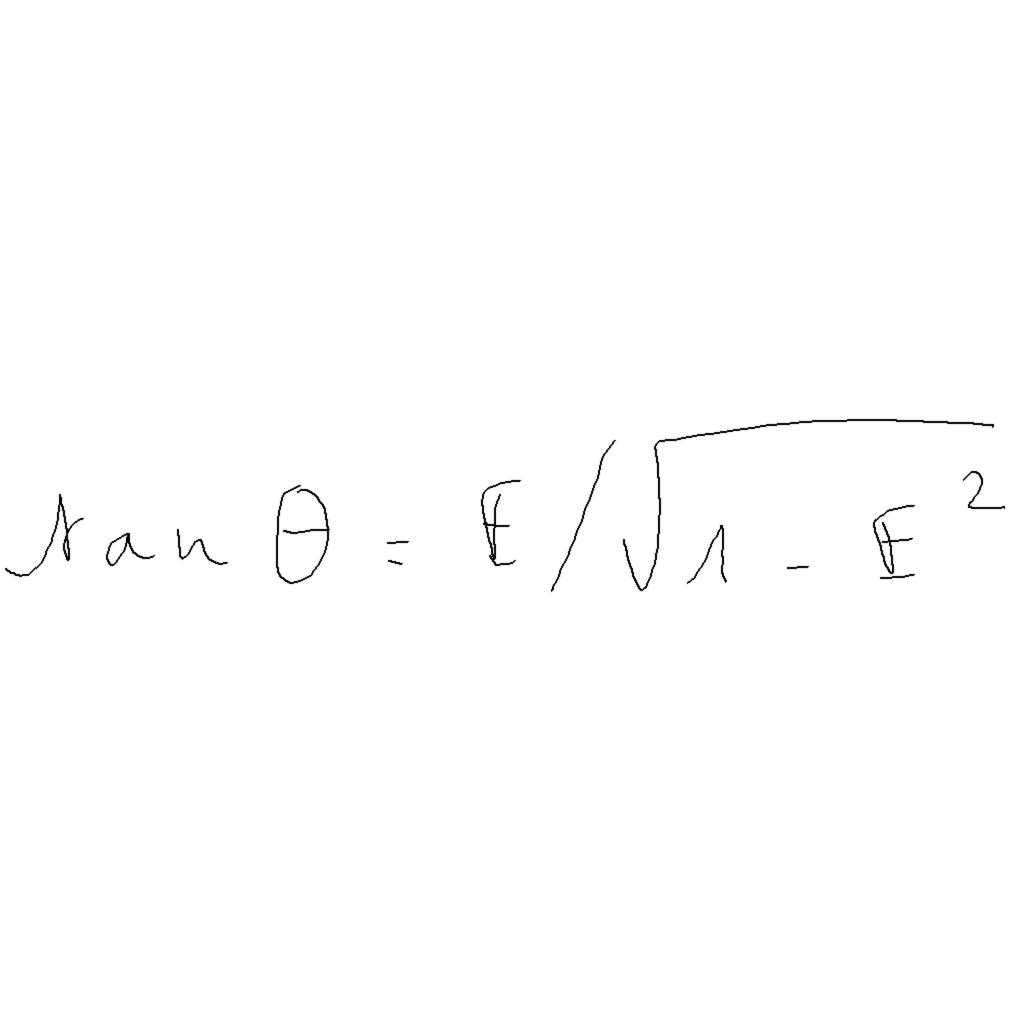 tan θ = E/√(1 - E²)